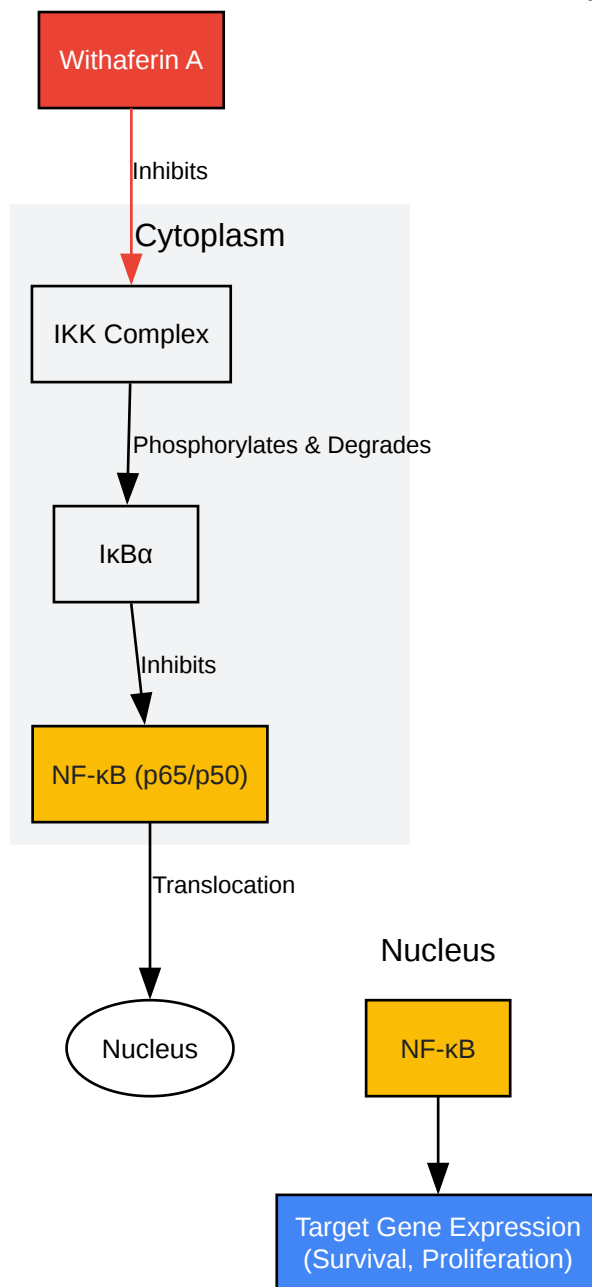 Withaferin A
Inhibits
Cytoplasm
IKK Complex
Phosphorylates & Degrades
IκBα
Inhibits
NF-κB (p65/p50)
Translocation
Nucleus
Nucleus
NF-κB
Target Gene Expression
(Survival, Proliferation)